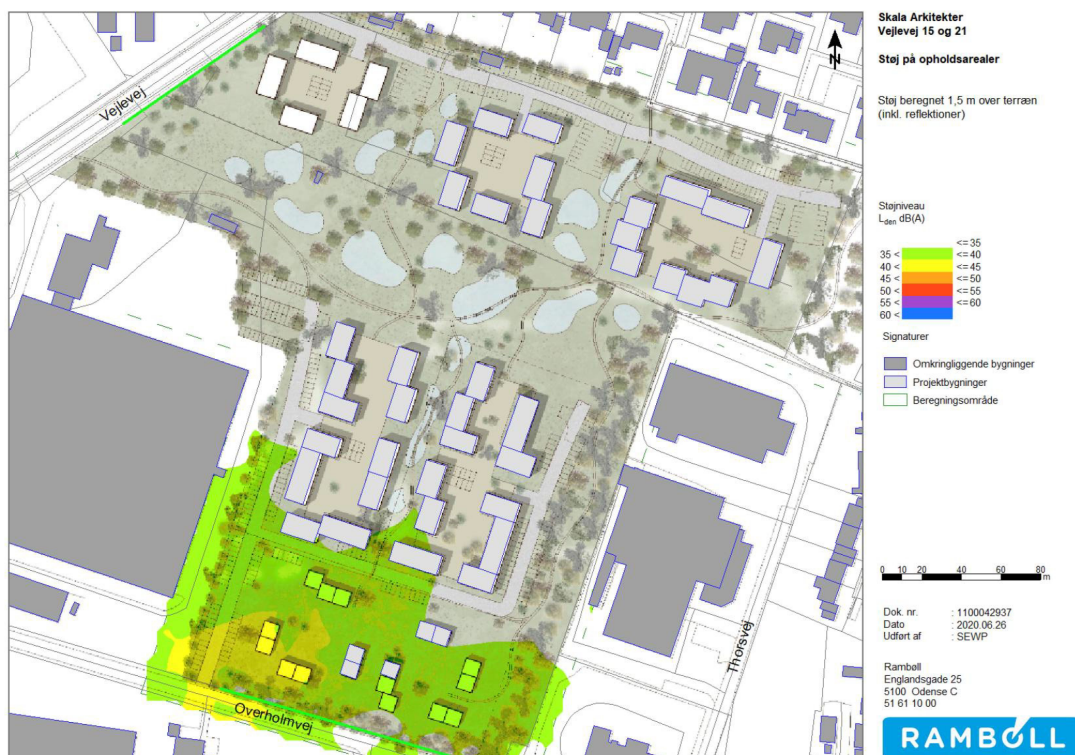 Skala Arkitekter
Vejlevej 15 og 21
Støj på opholdsarealer
Støj beregnet 1,5 m over terræn
(inkl. reflektioner)
N
Vejlevej
Støjniveau
Lden dB(A)
<= 35
35 < <= 40
40 < <= 45
45 < <= 50
50 < <= 55
55 < <= 60
60 <
Signaturer
Omkringliggende bygninger
Projektbygninger
Beregningsområde
Thorsvej
Overholmvej
0 10 20 40 60 80
m
Dok. nr. : 1100042937
Dato : 2020.06.26
Udført af : SEWP
Rambøll
Englandsgade 25
5100 Odense C
51 61 10 00
RAMBOLL